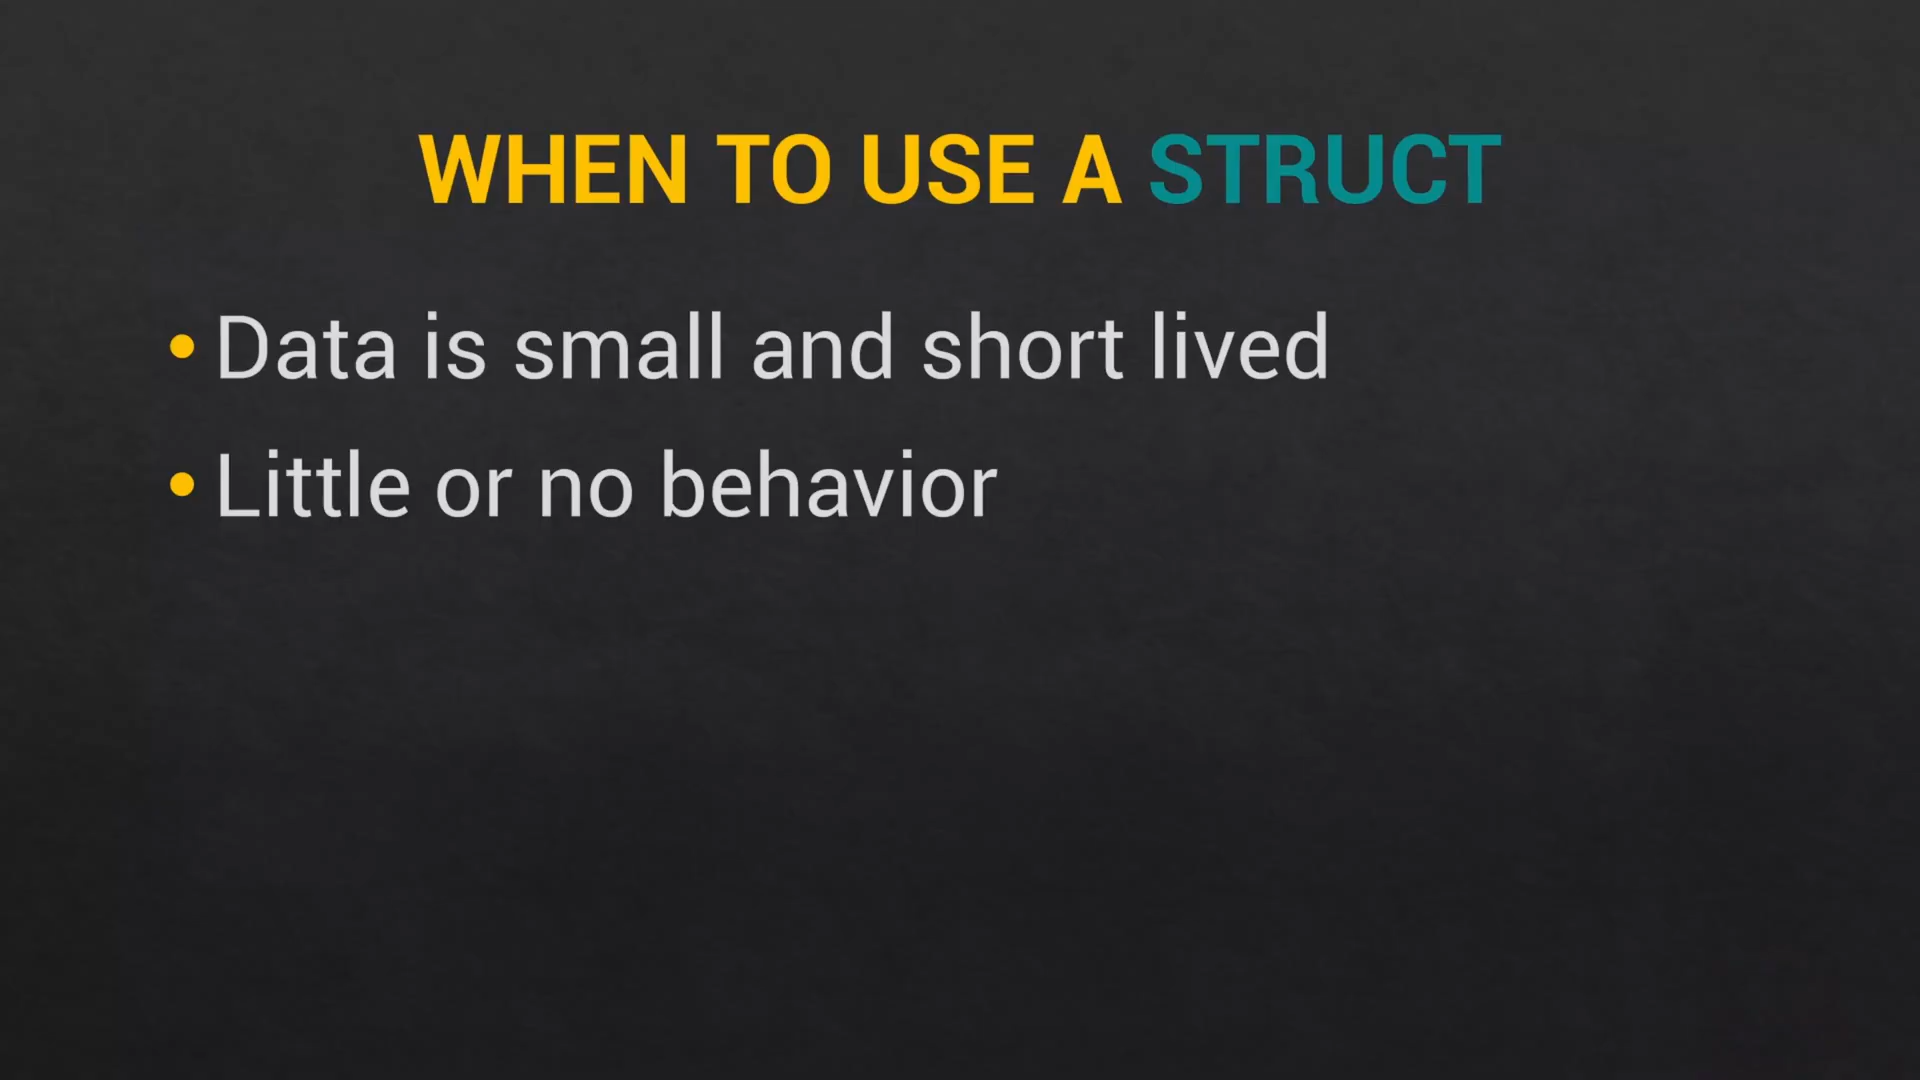 WHEN TO USE A STRUCT
• Data is small and short lived
• Little or no behavior